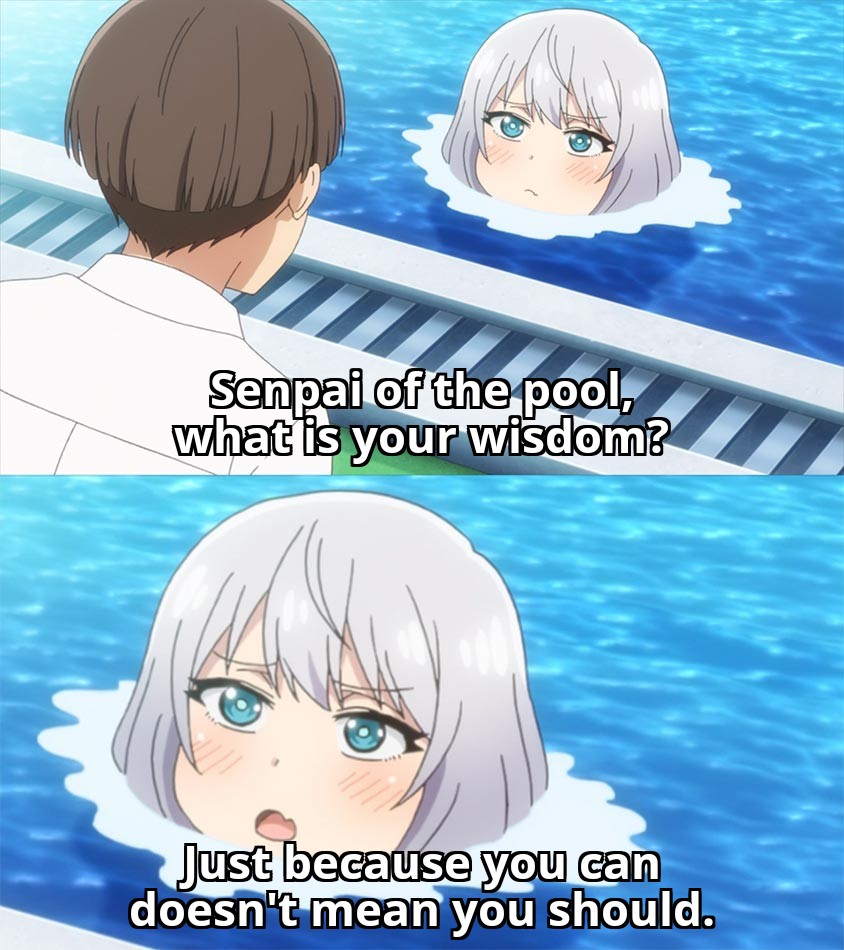 Senpai of the pool,
what is your wisdom?
Just because you can
doesn't mean you should.